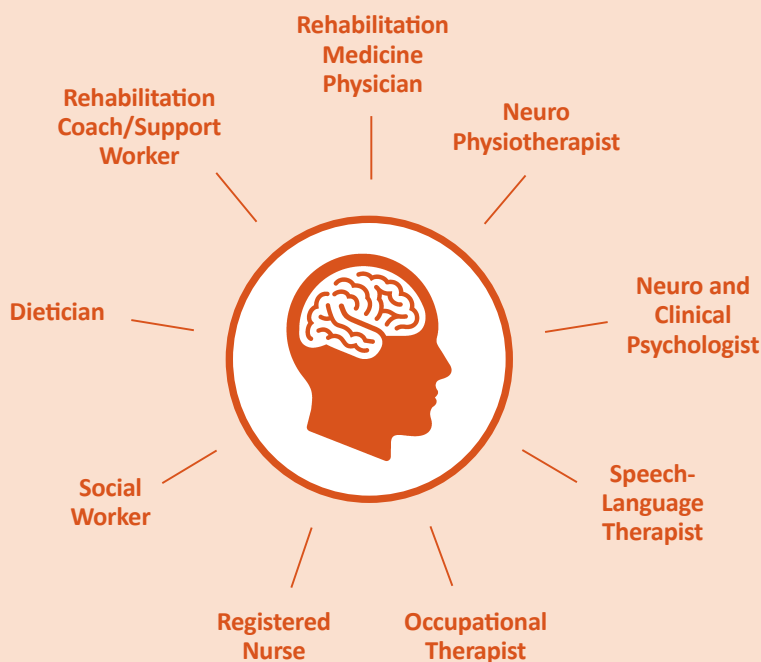 Rehabilitation
Medicine
Physician
Neuro
Physiotherapist
Neuro and
Clinical
Psychologist
Speech-
Language
Therapist
Occupational
Therapist
Registered
Nurse
Social
Worker
Dietician
Rehabilitation
Coach/Support
Worker